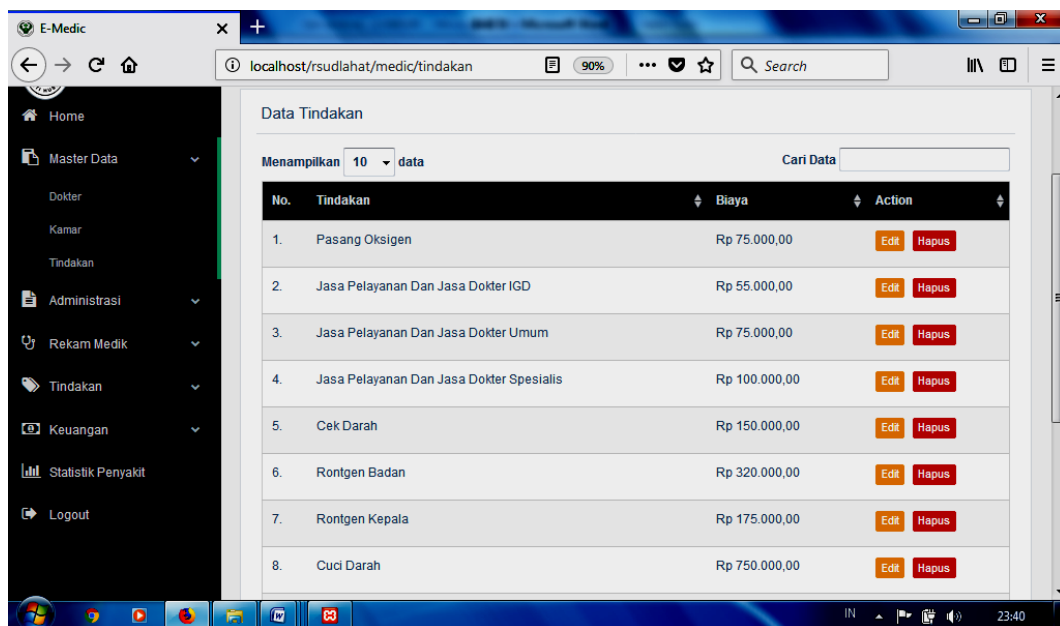 E-Medic
localhost/rsudlahat/medic/tindakan
90%
Search
Home
Master Data
Dokter
Kamar
Tindakan
Administrasi
Rekam Medik
Tindakan
Keuangan
Statistik Penyakit
Logout
Data Tindakan
Menampilkan 10 data
Cari Data
No. Tindakan Biaya Action
1. Pasang Oksigen Rp 75.000,00 Edit Hapus
2. Jasa Pelayanan Dan Jasa Dokter IGD Rp 55.000,00 Edit Hapus
3. Jasa Pelayanan Dan Jasa Dokter Umum Rp 75.000,00 Edit Hapus
4. Jasa Pelayanan Dan Jasa Dokter Spesialis Rp 100.000,00 Edit Hapus
5. Cek Darah Rp 150.000,00 Edit Hapus
6. Rontgen Badan Rp 320.000,00 Edit Hapus
7. Rontgen Kepala Rp 175.000,00 Edit Hapus
8. Cuci Darah Rp 750.000,00 Edit Hapus
IN 23:40